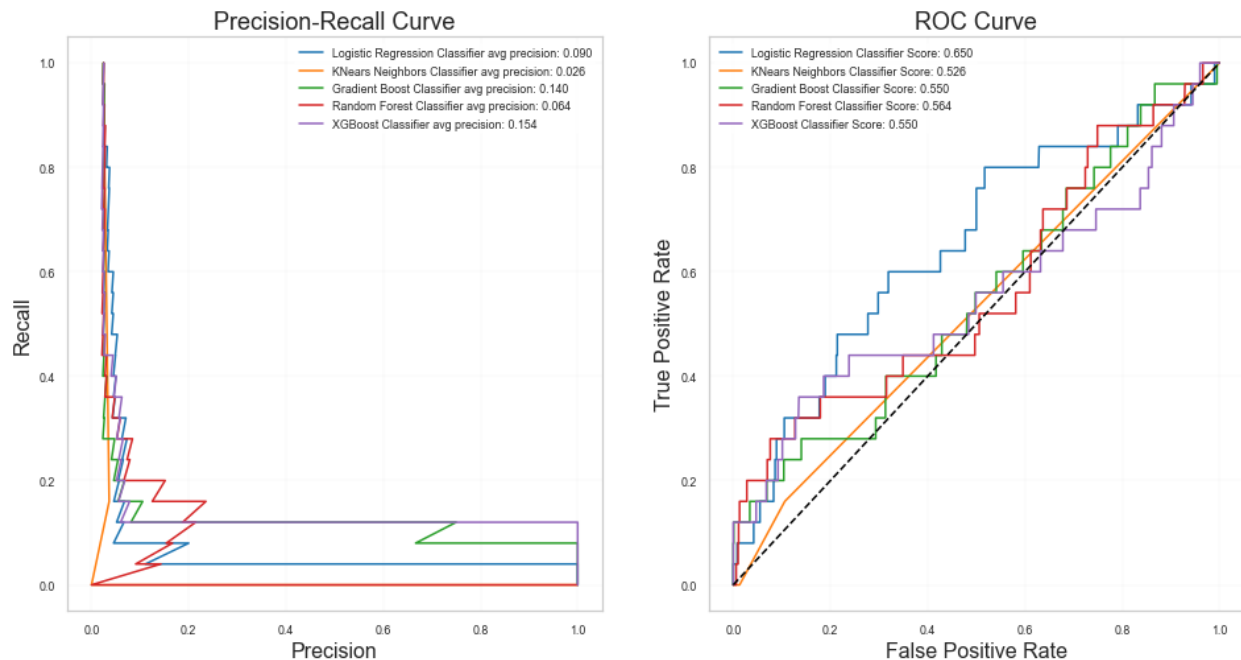 Precision-Recall Curve
Logistic Regression Classifier avg precision: 0.090
KNears Neighbors Classifier avg precision: 0.026
Gradient Boost Classifier avg precision: 0.140
Random Forest Classifier avg precision: 0.064
XGBoost Classifier avg precision: 0.154
1.0
0.8
0.6
0.4
0.2
0.0
Recall
0.0 0.2 0.4 0.6 0.8 1.0
Precision
ROC Curve
Logistic Regression Classifier Score: 0.650
KNears Neighbors Classifier Score: 0.526
Gradient Boost Classifier Score: 0.550
Random Forest Classifier Score: 0.564
XGBoost Classifier Score: 0.550
1.0
0.8
0.6
0.4
0.2
0.0
True Positive Rate
0.0 0.2 0.4 0.6 0.8 1.0
False Positive Rate